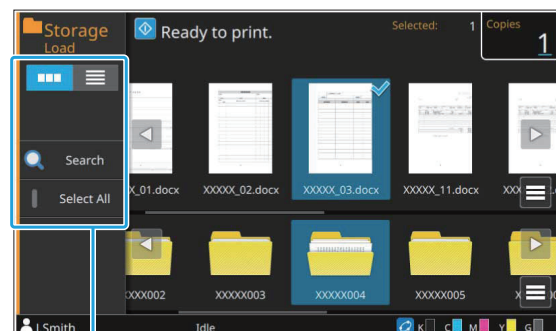 Storage
Load
Ready to print.
Selected: 1
Copies
1
Search
Select All
X_01.docx
XXXXX_02.docx
XXXXX_03.docx
XXXXX_11.docx
XXX
XXXX002
XXXXX003
XXXXX004
XXXXX005
J.Smith
Idle
K
C
M
Y
G